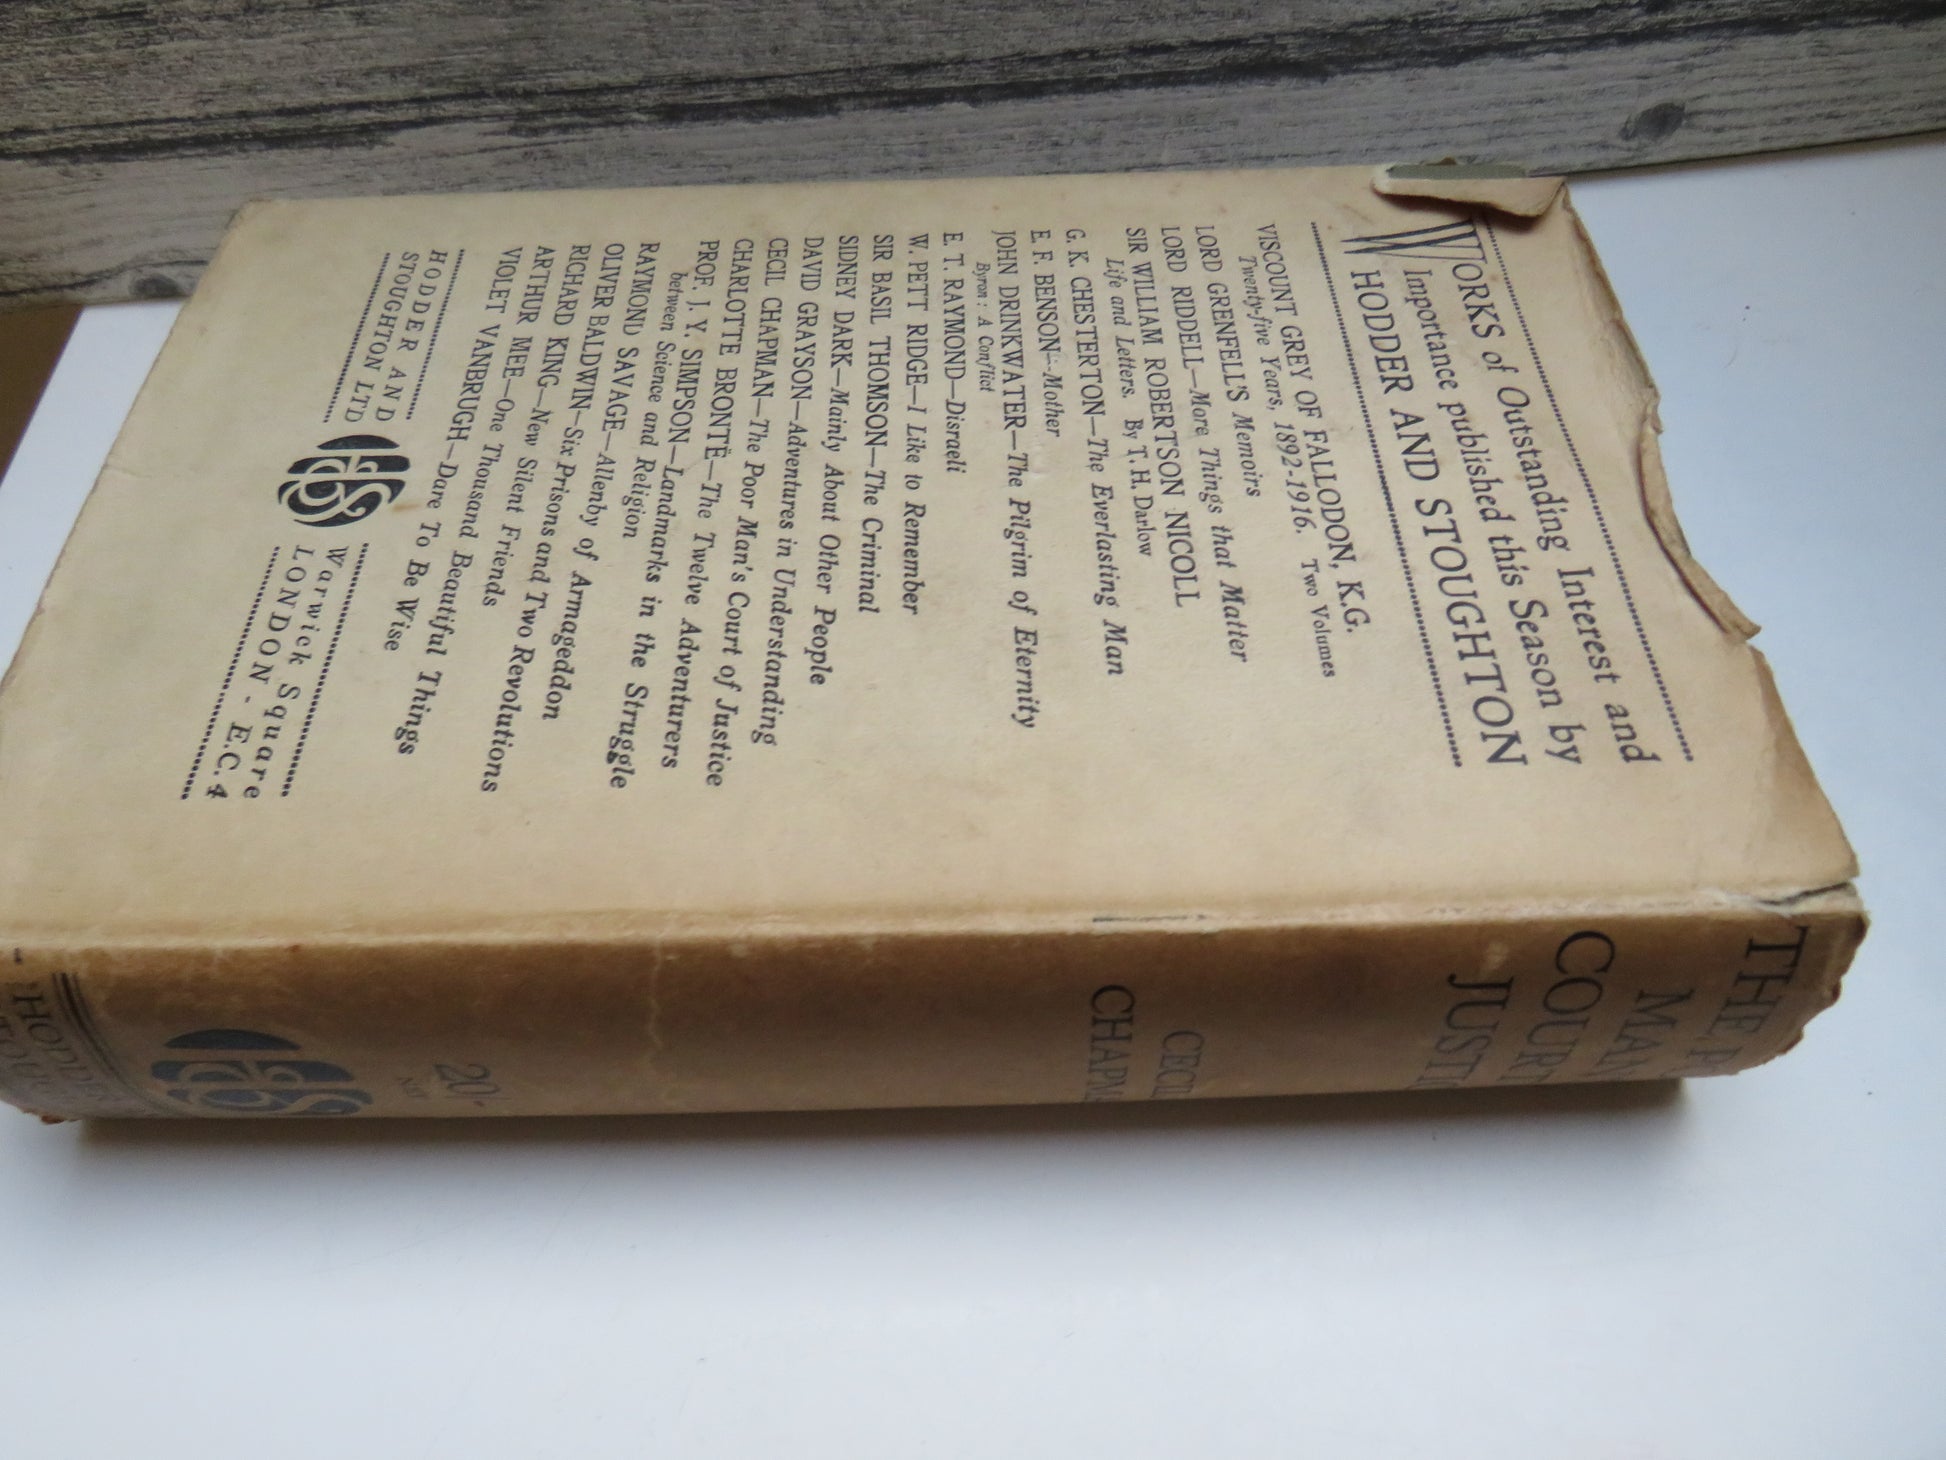 WORKS of Outstanding Interest and
Importance published this Season by
HODDER AND STOUGHTON
VISCOUNT GREY OF FALLODON, K.G.
Twenty-five Years, 1892-1916. Two Volumes
LORD GRENFELL'S Memoirs
LORD RIDDELL—More Things that Matter
SIR WILLIAM ROBERTSON NICOLL
Life and Letters. By T. H. Darlow
G. K. CHESTERTON—The Everlasting Man
E. F. BENSON—Mother
JOHN DRINKWATER—The Pilgrim of Eternity
Byron: A Conflict
E. T. RAYMOND—Disraeli
W. PETT RIDGE—I Like to Remember
SIR BASIL THOMSON—The Criminal
SIDNEY DARK—Mainly About Other People
DAVID GRAYSON—Adventures in Understanding
CECIL CHAPMAN—The Poor Man's Court of Justice
CHARLOTTE BRONTË—The Twelve Adventurers
PROF. J. Y. SIMPSON—Landmarks in the Struggle
between Science and Religion
RAYMOND SAVAGE—Allenby of Armageddon
OLIVER BALDWIN—Six Prisons and Two Revolutions
RICHARD KING—New Silent Friends
ARTHUR MEE—One Thousand Beautiful Things
VIOLET VANBRUGH—Dare To Be Wise
HODDER AND
STOUGHTON LTD
Warwick Square
LONDON - E.C. 4
THE P
MAN
COURT
JUSTI
CECIL
CHAPM
20/-
NET
HODDER